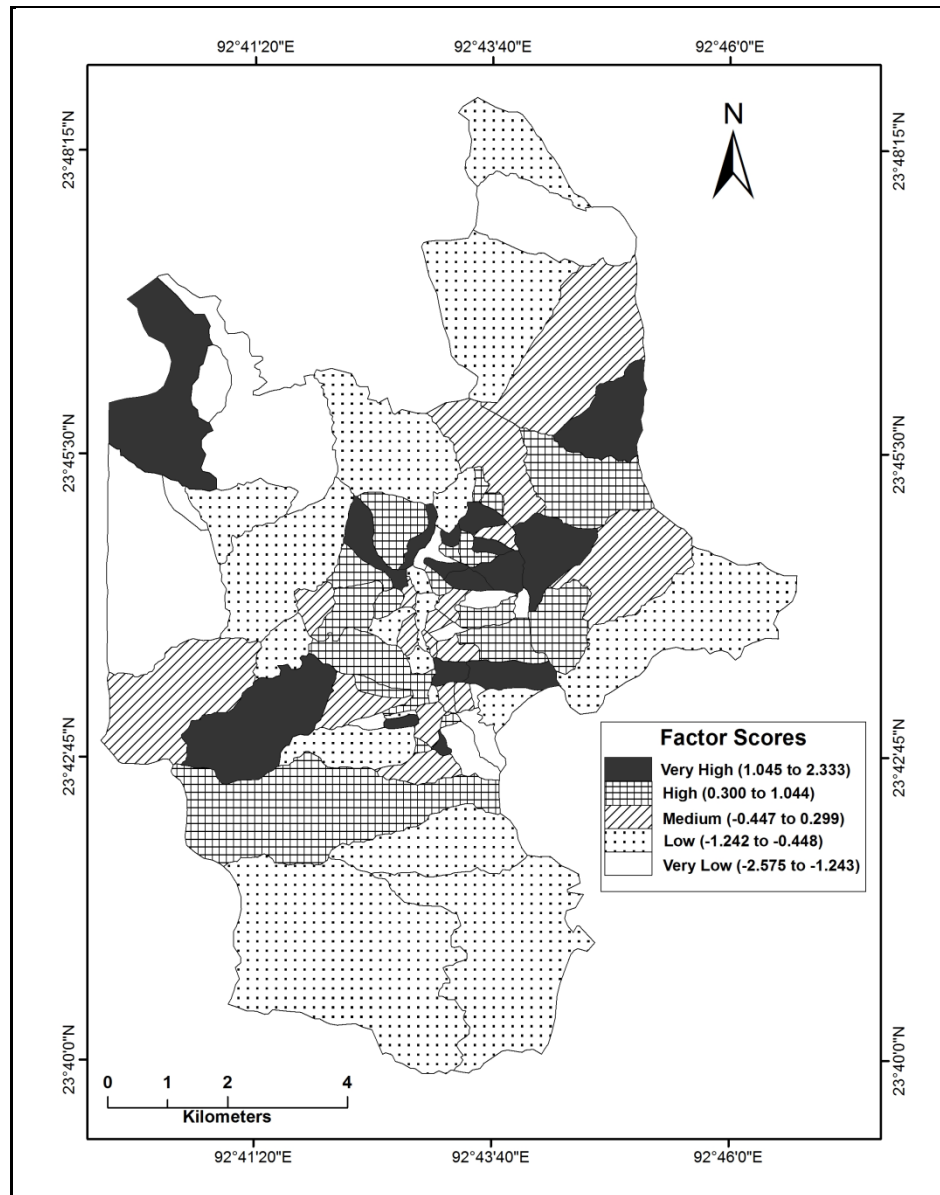 92°41'20"E 92°43'40"E 92°46'0"E
N
23°48'15"N 23°48'15"N
23°45'30"N 23°45'30"N
23°42'45"N 23°42'45"N
Factor Scores
Very High (1.045 to 2.333)
High (0.300 to 1.044)
Medium (-0.447 to 0.299)
Low (-1.242 to -0.448)
Very Low (-2.575 to -1.243)
23°40'0"N 23°40'0"N
0 1 2 4
Kilometers
92°41'20"E 92°43'40"E 92°46'0"E